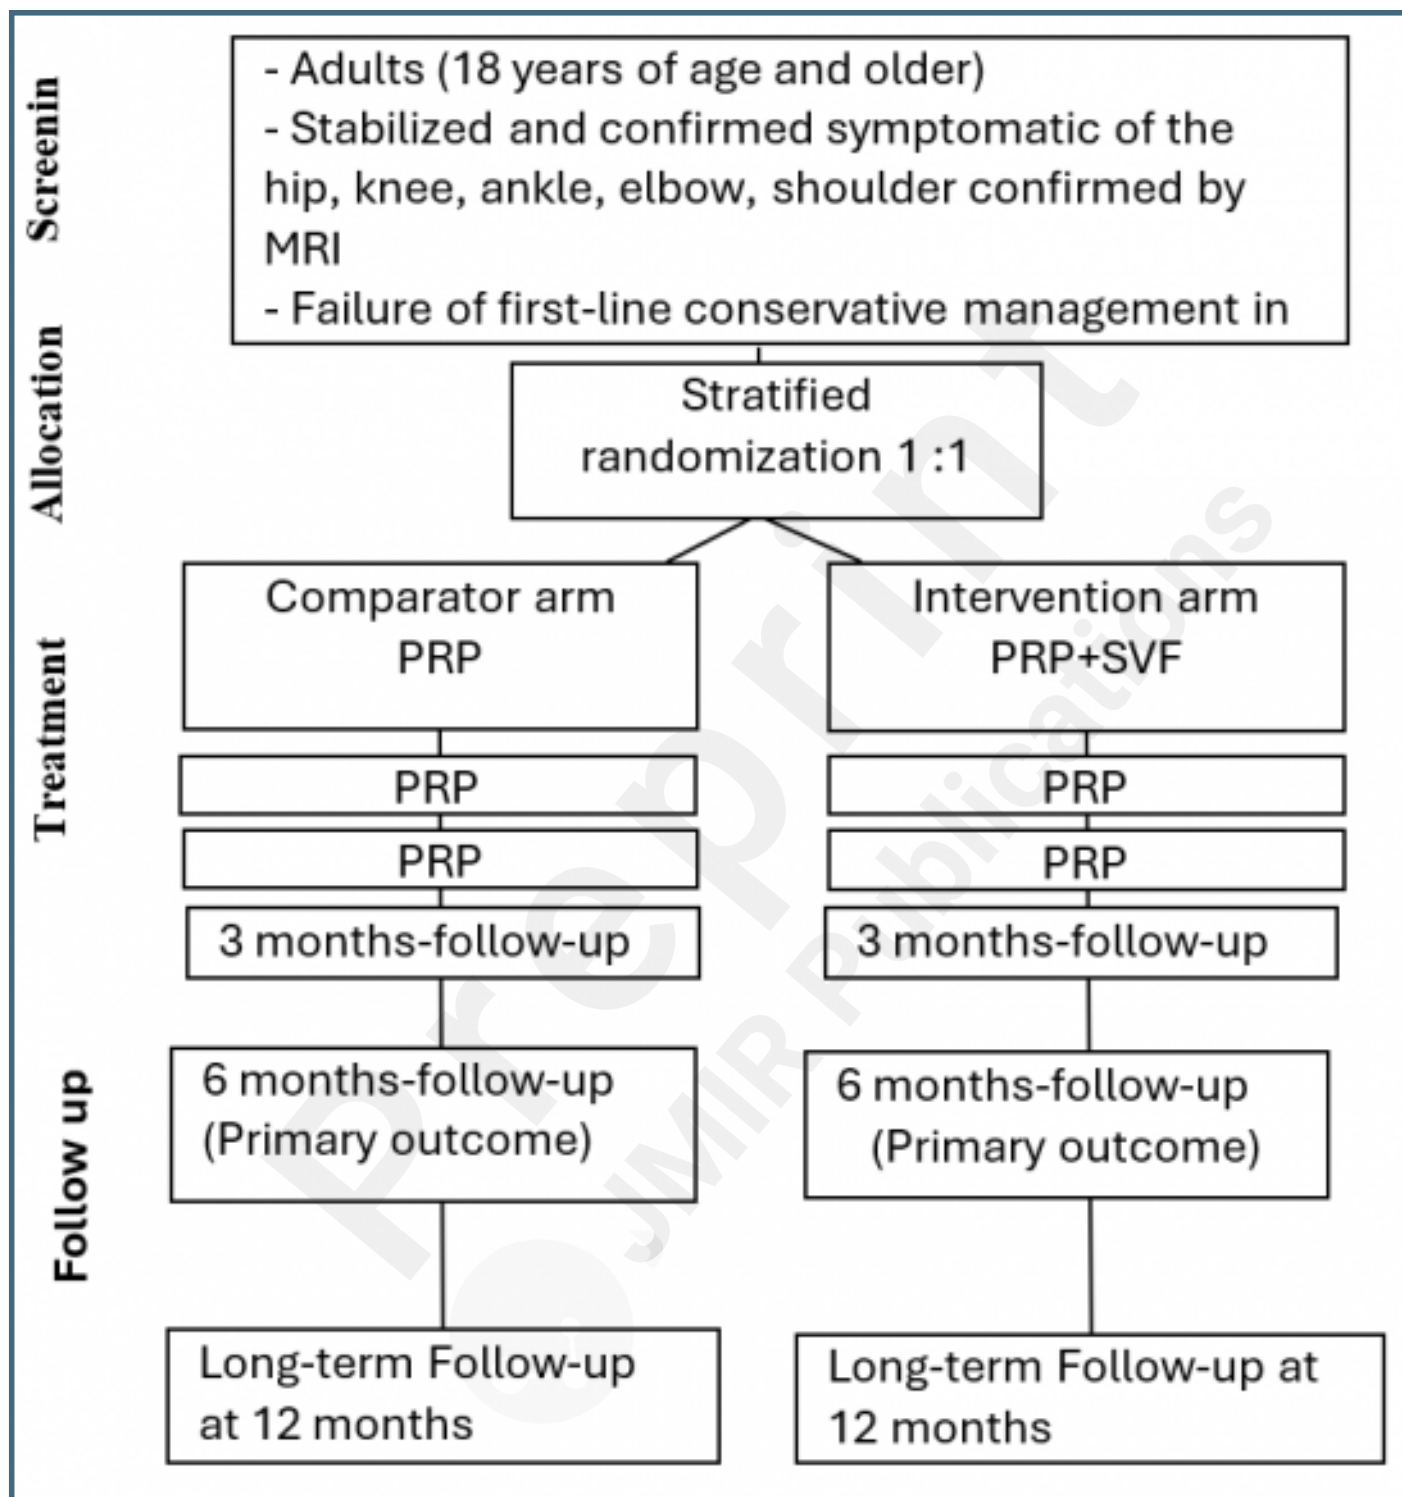 Screenin
- Adults (18 years of age and older)
- Stabilized and confirmed symptomatic of the
hip, knee, ankle, elbow, shoulder confirmed by
MRI
- Failure of first-line conservative management in
Allocation
Stratified
randomization 1 :1
Treatment
Comparator arm
PRP
Intervention arm
PRP+SVF
PRP
PRP
PRP
PRP
3 months-follow-up
3 months-follow-up
Follow up
6 months-follow-up
(Primary outcome)
6 months-follow-up
(Primary outcome)
Long-term Follow-up
at 12 months
Long-term Follow-up at
12 months
Preprint
JMIR Publications